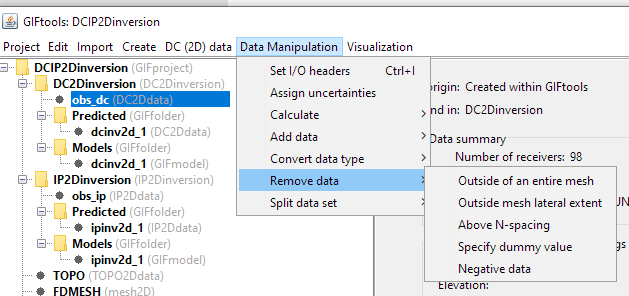 GIFtools: DCIP2Dinversion
Project Edit Import Create DC (2D) data Data Manipulation Visualization
DCIP2Dinversion (GIFproject)
DC2Dinversion (DC2Dinversion)
obs_dc (DC2Ddata)
Predicted (GIFfolder)
dcinv2d_1 (DC2Ddata)
Models (GIFfolder)
dcinv2d_1 (GIFmodel)
IP2Dinversion (IP2Dinversion)
obs_ip (IP2Ddata)
Predicted (GIFfolder)
ipinv2d_1 (IP2Ddata)
Models (GIFfolder)
ipinv2d_1 (GIFmodel)
TOPO (TOPO2Ddata)
FDMESH (mesh2D)
Set I/O headers Ctrl+I
Assign uncertainties
Calculate
Add data
Convert data type
Remove data
Split data set
Outside of an entire mesh
Outside mesh lateral extent
Above N-spacing
Specify dummy value
Negative data
origin: Created within GIFtools
nd in: DC2Dinversion
Data summary
Number of receivers: 98
UN
gs
Elevation: